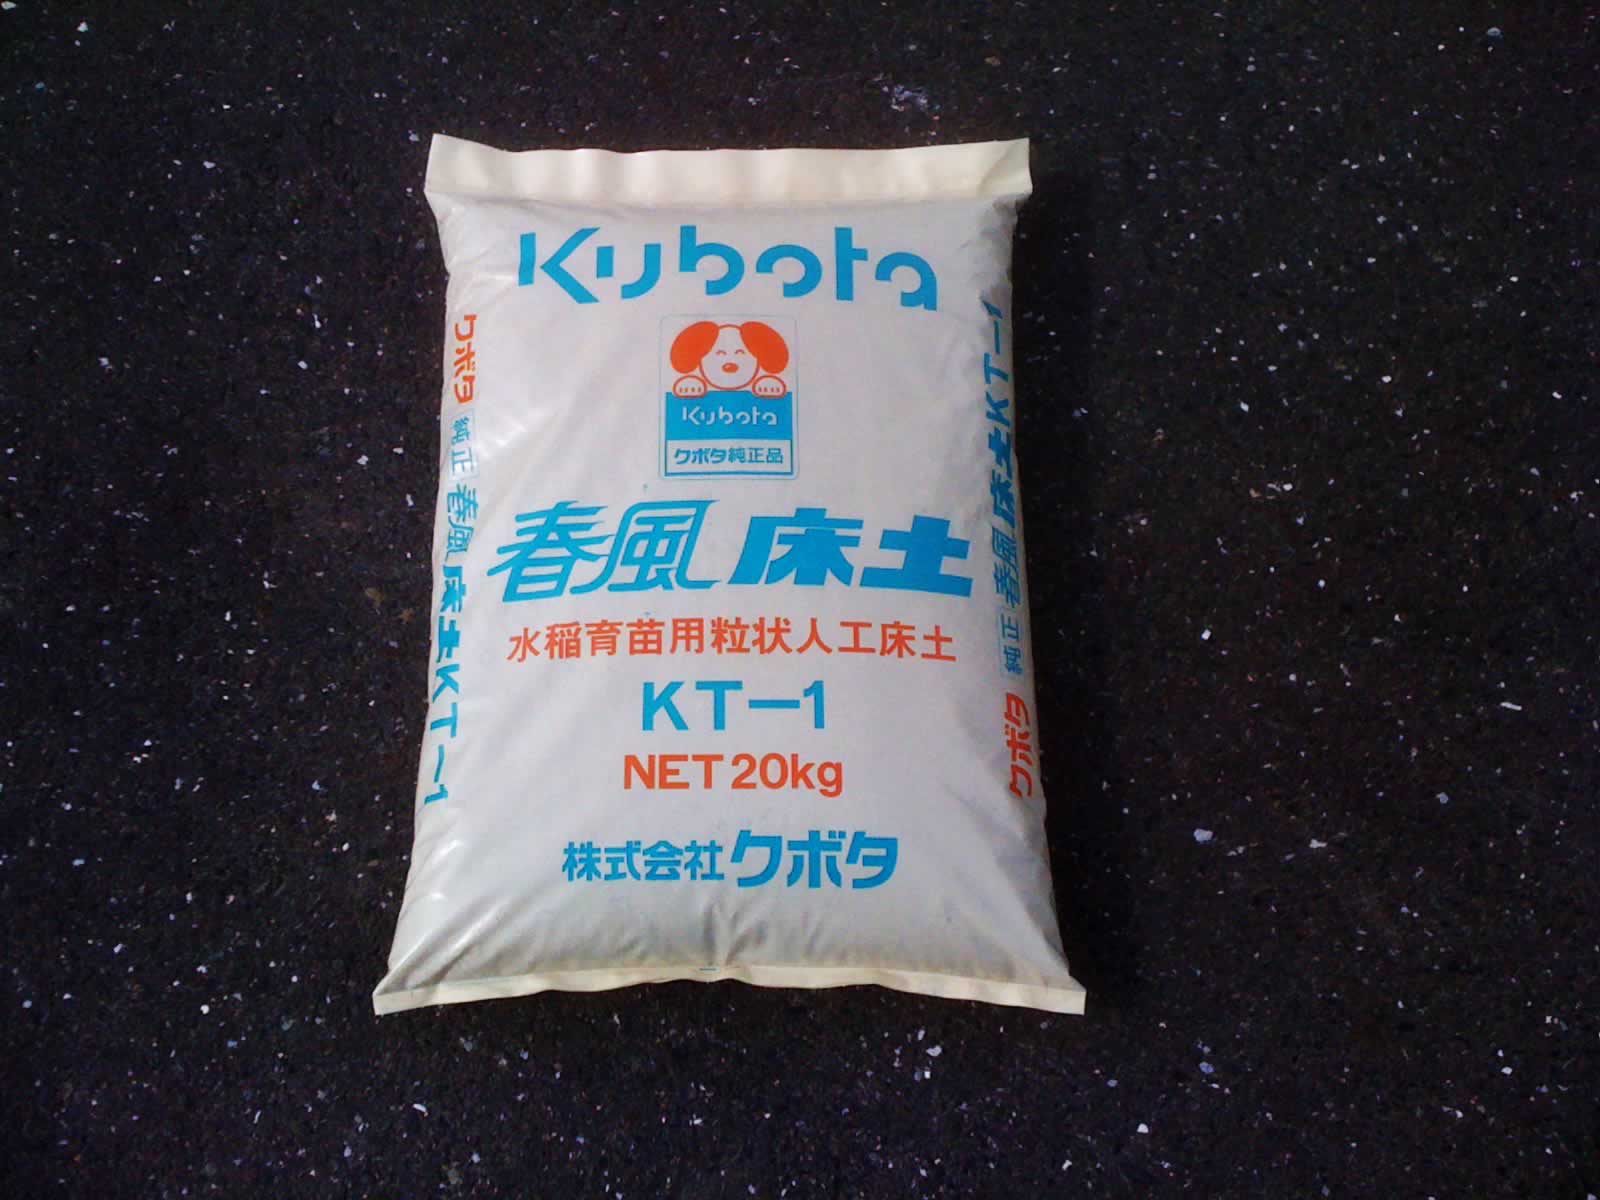 Kubota
Kubota
クボタ純正品
春風 床土
水稲育苗用粒状人工床土
KT-1
NET 20kg
株式会社クボタ
クボタ 純正 春風 床土KT-1
クボタ 純正 春風 床土KT-1